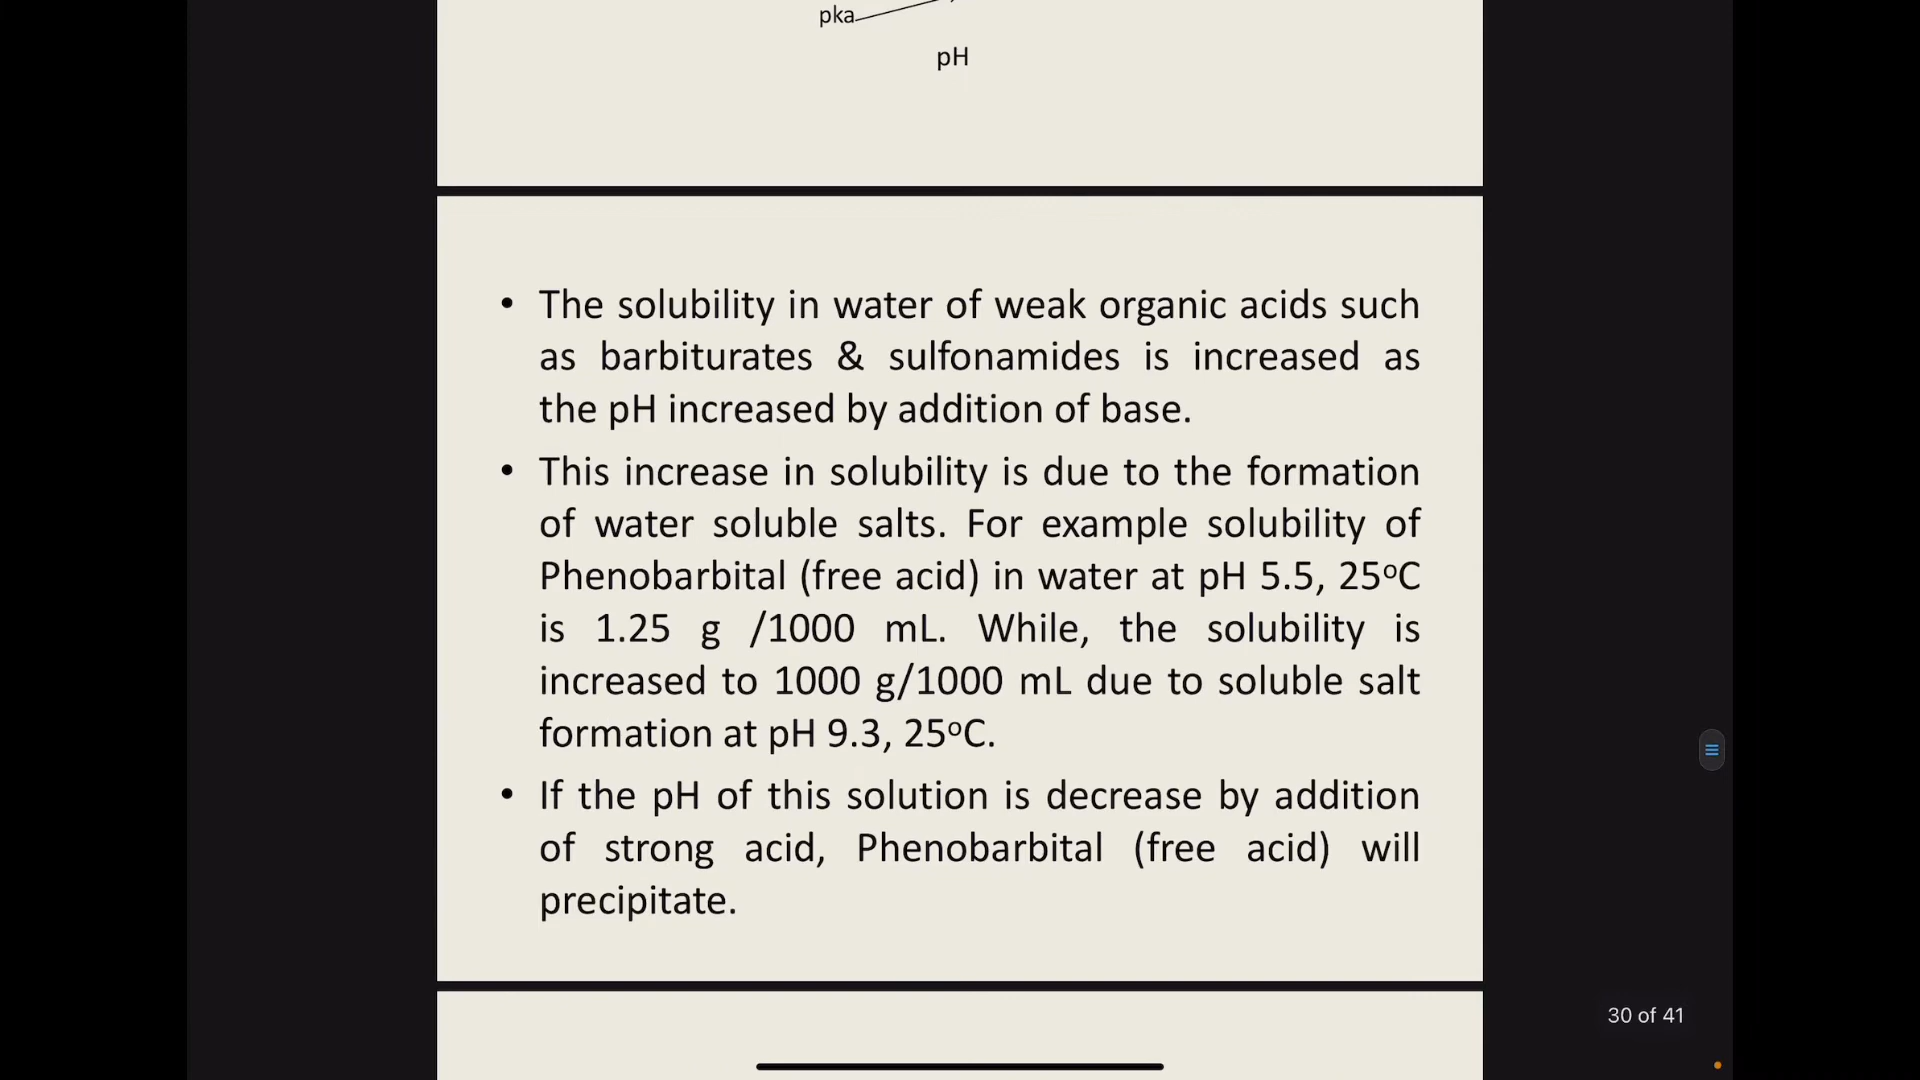 pka
pH
• The solubility in water of weak organic acids such
as barbiturates & sulfonamides is increased as
the pH increased by addition of base.
• This increase in solubility is due to the formation
of water soluble salts. For example solubility of
Phenobarbital (free acid) in water at pH 5.5, 25ºC
is 1.25 g /1000 mL. While, the solubility is
increased to 1000 g/1000 mL due to soluble salt
formation at pH 9.3, 25ºC.
• If the pH of this solution is decrease by addition
of strong acid, Phenobarbital (free acid) will
precipitate.
30 of 41